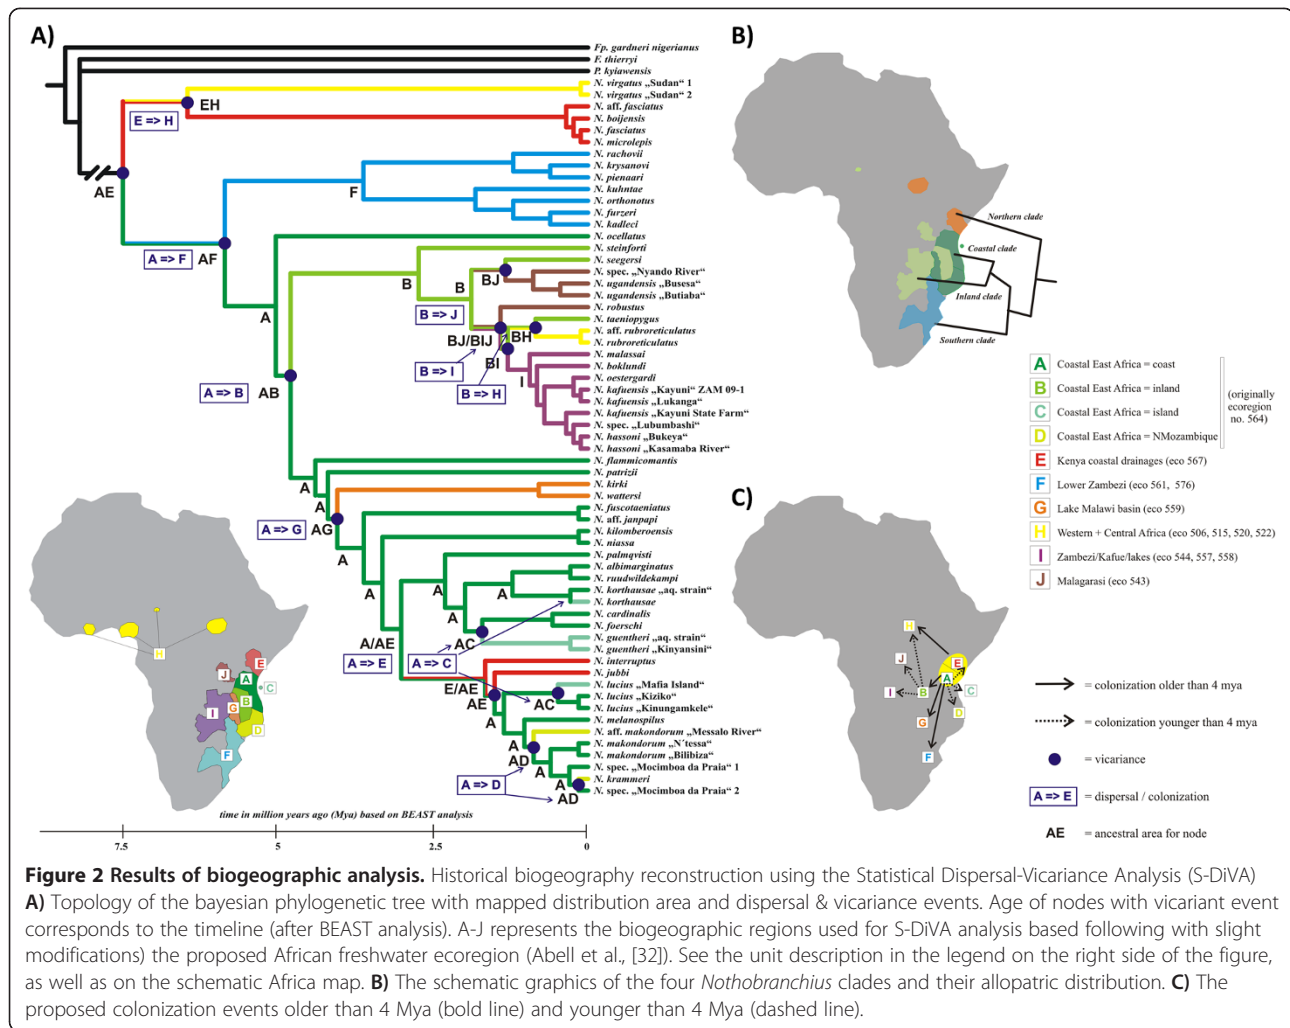 A)
Fp. gardneri nigerianus
F. thierryi
P. kyiawensis
N. virgatus „Sudan“ 1
N. virgatus „Sudan“ 2
N. aff. fasciatus
N. boijensis
N. fasciatus
N. microlepis
N. rachovii
N. krysanovi
N. pienaari
N. kuhntae
N. orthonotus
N. furzeri
N. kadleci
N. ocellatus
N. steinforti
N. seegersi
N. spec. „Nyando River“
N. ugandensis „Busesa“
N. ugandensis „Butiaba“
N. robustus
N. taeniopygus
N. aff. rubroreticulatus
N. rubroreticulatus
N. malassai
N. boklundi
N. oestergardi
N. kafuensis „Kayuni“ ZAM 09-1
N. kafuensis „Lukanga“
N. kafuensis „Kayuni State Farm“
N. spec. „Lubumbashi“
N. hassoni „Bukeya“
N. hassoni „Kasamaba River“
N. flammicomantis
N. patrizii
N. kirki
N. wattersi
N. fuscotaeniatus
N. aff. janpapi
N. kilomberoensis
N. niassa
N. palmqvisti
N. albimarginatus
N. ruudwildekampi
N. korthausae „aq. strain“
N. korthausae
N. cardinalis
N. foerschi
N. guentheri „aq. strain“
N. guentheri „Kinyansini“
N. interruptus
N. jubbi
N. lucius „Mafia Island“
N. lucius „Kiziko“
N. lucius „Kinungamkele“
N. melanospilus
N. aff. makondorum „Messalo River“
N. makondorum „N´tessa“
N. makondorum „Bilibiza“
N. spec. „Mocimboa da Praia“ 1
N. krammeri
N. spec. „Mocimboa da Praia“ 2
EH
E => H
AE
F
A => F
AF
A
B
B
BJ
B => J
BJ/BIJ
BH
BI
B => I
B => H
I
A => B
AB
A
A
A => G
AG
A
A
A
A
A
A
A
A/AE
AC
A => E
A => C
E/AE
AE
AC
A
A
AD
A
A => D
A
AD
H
E
J
A
C
B
I
G
D
F
time in million years ago (Mya) based on BEAST analysis
7.5
5
2.5
0
B)
Northern clade
Coastal clade
Inland clade
Southern clade
A Coastal East Africa = coast
B Coastal East Africa = inland
C Coastal East Africa = island
D Coastal East Africa = NMozambique
(originally
ecoregion
no. 564)
E Kenya coastal drainages (eco 567)
F Lower Zambezi (eco 561, 576)
G Lake Malawi basin (eco 559)
H Western + Central Africa (eco 506, 515, 520, 522)
I Zambezi/Kafue/lakes (eco 544, 557, 558)
J Malagarasi (eco 543)
C)
H
J
E
A
I
B
C
D
G
F
= colonization older than 4 mya
= colonization younger than 4 mya
= vicariance
A => E = dispersal / colonization
AE = ancestral area for node
Figure 2 Results of biogeographic analysis. Historical biogeography reconstruction using the Statistical Dispersal-Vicariance Analysis (S-DiVA)
A) Topology of the bayesian phylogenetic tree with mapped distribution area and dispersal & vicariance events. Age of nodes with vicariant event
corresponds to the timeline (after BEAST analysis). A-J represents the biogeographic regions used for S-DiVA analysis based following with slight
modifications) the proposed African freshwater ecoregion (Abell et al., [32]). See the unit description in the legend on the right side of the figure,
as well as on the schematic Africa map. B) The schematic graphics of the four Nothobranchius clades and their allopatric distribution. C) The
proposed colonization events older than 4 Mya (bold line) and younger than 4 Mya (dashed line).